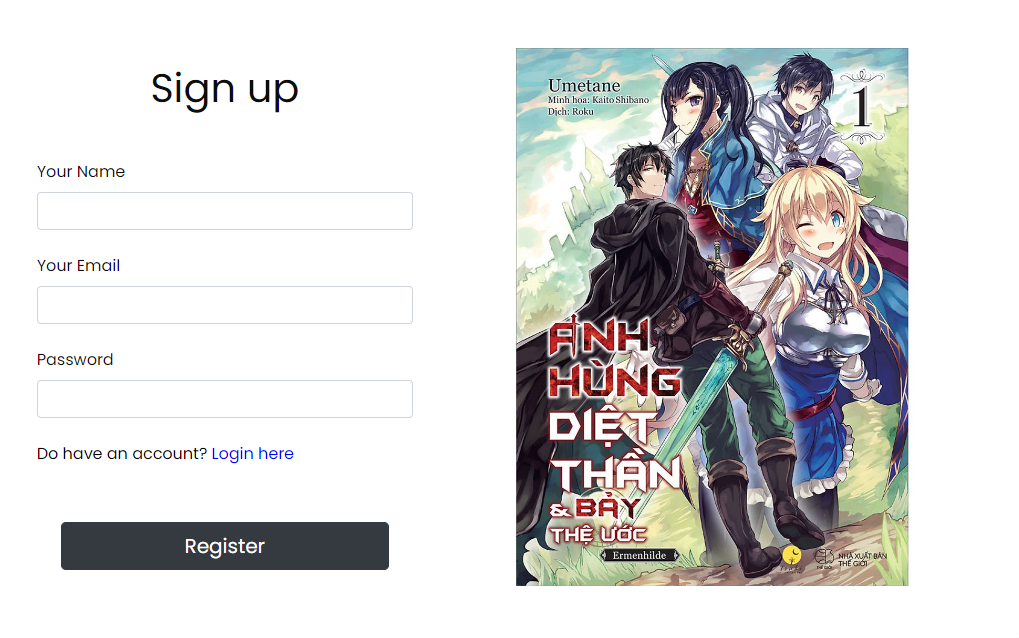 Sign up
Your Name
Your Email
Password
Do have an account? Login here
Register
Umetane
Minh họa: Kaito Shibano
Dịch: Roku
1
ANH
HÙNG
DIỆT
THẦN
& BẢY
THỆ ƯỚC
Ermenhilde
NHÀ XUẤT BẢN
THẾ GIỚI